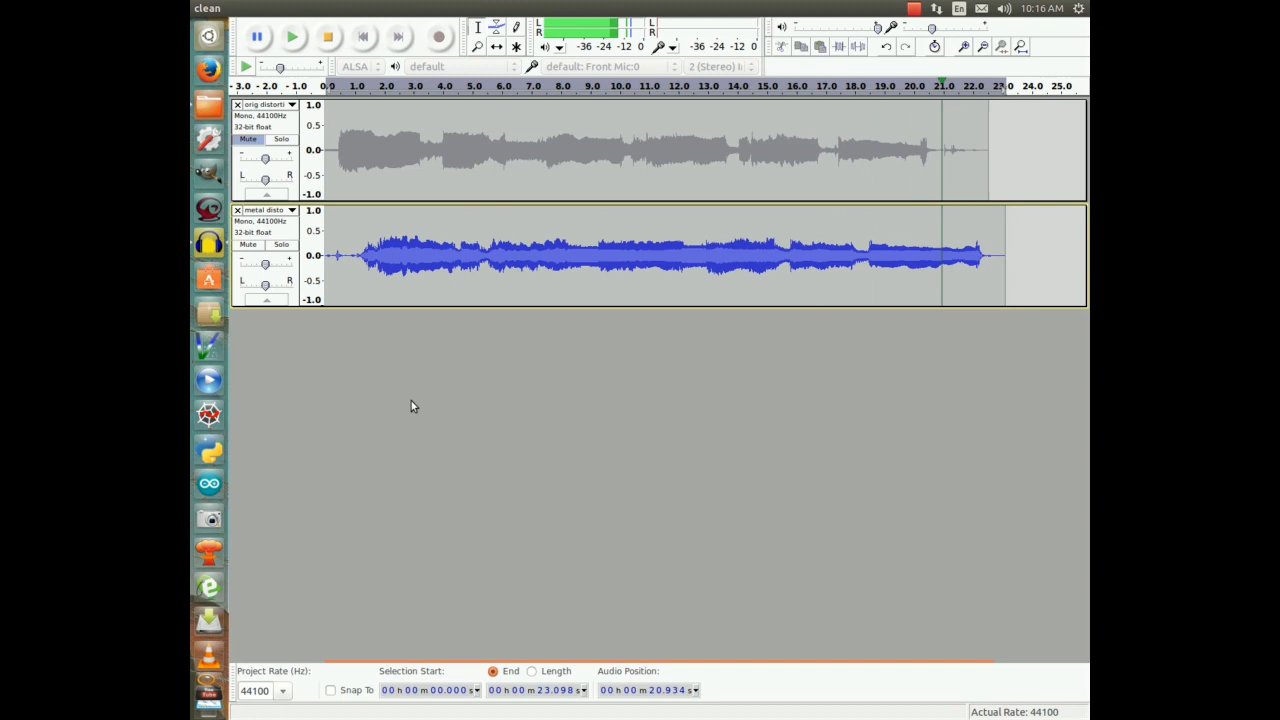 clean
En
10:16 AM
L
R
L
R
-36 -24 -12 0
-36 -24 -12 0
ALSA
default
default: Front Mic:0
2 (Stereo) I
-3.0 -2.0 -1.0 0.0 1.0 2.0 3.0 4.0 5.0 6.0 7.0 8.0 9.0 10.0 11.0 12.0 13.0 14.0 15.0 16.0 17.0 18.0 19.0 20.0 21.0 22.0 23.0 24.0 25.0
orig distorti
Mono, 44100Hz
32-bit float
Mute Solo
- +
L R
1.0
0.5
0.0
-0.5
-1.0
metal disto
Mono, 44100Hz
32-bit float
Mute Solo
- +
L R
1.0
0.5
0.0
-0.5
-1.0
Project Rate (Hz):
44100
Snap To
Selection Start:
00 h 00 m 00.000 s
End
Length
00 h 00 m 23.098 s
Audio Position:
00 h 00 m 20.934 s
Actual Rate: 44100